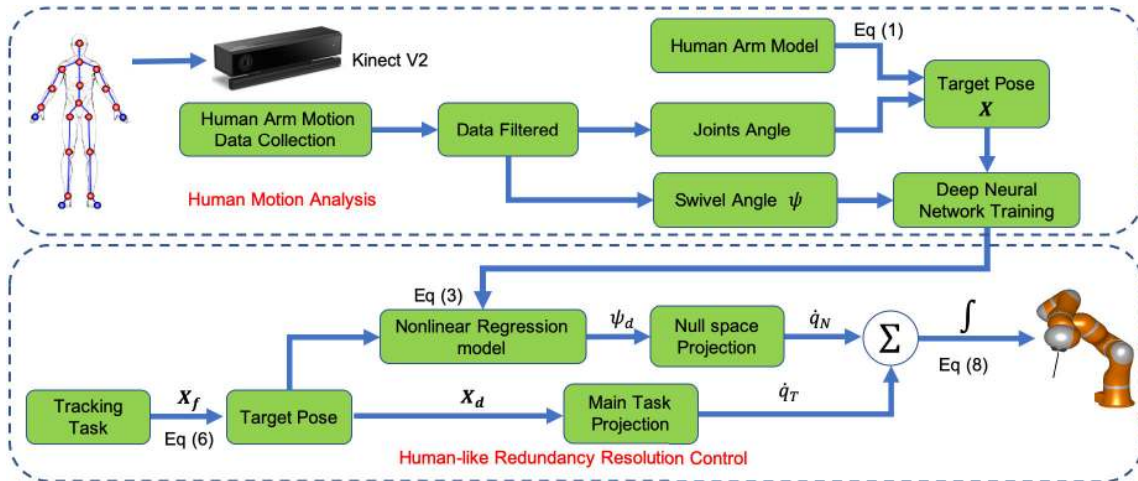 Kinect V2
Human Arm Model
Eq (1)
Target Pose
X
Human Arm Motion
Data Collection
Data Filtered
Joints Angle
Human Motion Analysis
Swivel Angle ψ
Deep Neural
Network Training
Eq (3)
Nonlinear Regression
model
ψd
Null space
Projection
q̇N
Σ
∫
Eq (8)
Tracking
Task
Xf
Eq (6)
Target Pose
Xd
Main Task
Projection
q̇T
Human-like Redundancy Resolution Control